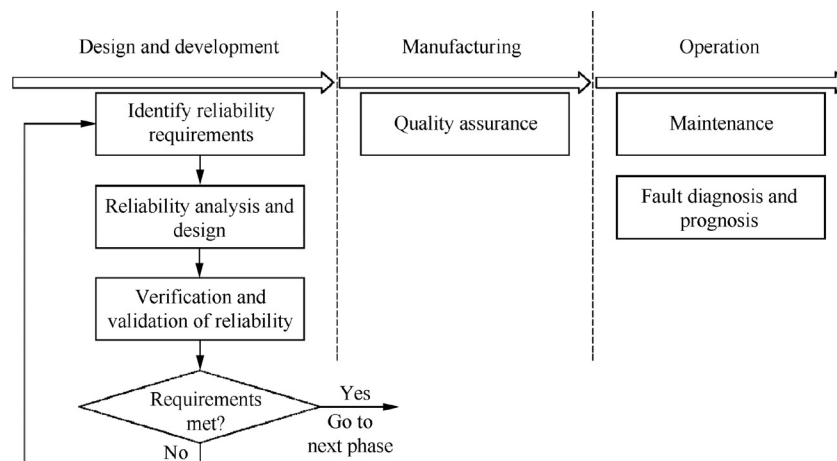 Design and development
Manufacturing
Operation
Identify reliability
requirements
Quality assurance
Maintenance
Reliability analysis and
design
Fault diagnosis and
prognosis
Verification and
validation of reliability
Requirements
met?
Yes
Go to
next phase
No